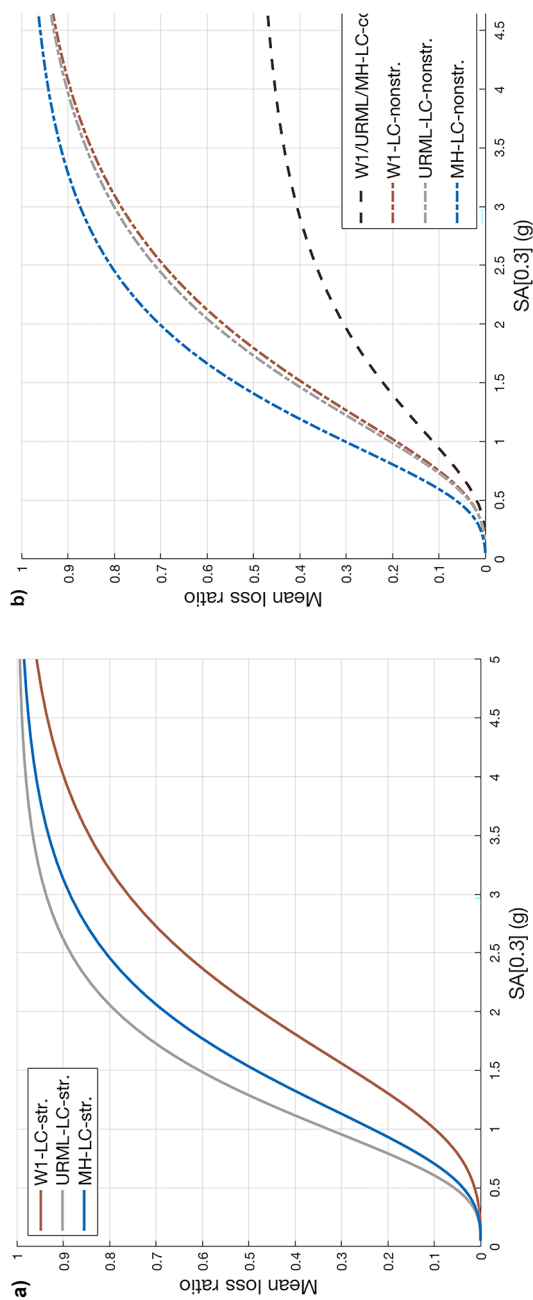 a)
1
0.9
0.8
0.7
0.6
0.5
0.4
0.3
0.2
0.1
0
Mean loss ratio
W1-LC-str.
URML-LC-str.
MH-LC-str.
0 0.5 1 1.5 2 2.5 3 3.5 4 4.5 5
SA[0.3] (g)
b)
1
0.9
0.8
0.7
0.6
0.5
0.4
0.3
0.2
0.1
0
Mean loss ratio
W1/URML/MH-LC-co
W1-LC-nonstr.
URML-LC-nonstr.
MH-LC-nonstr.
0 0.5 1 1.5 2 2.5 3 3.5 4 4.5
SA[0.3] (g)